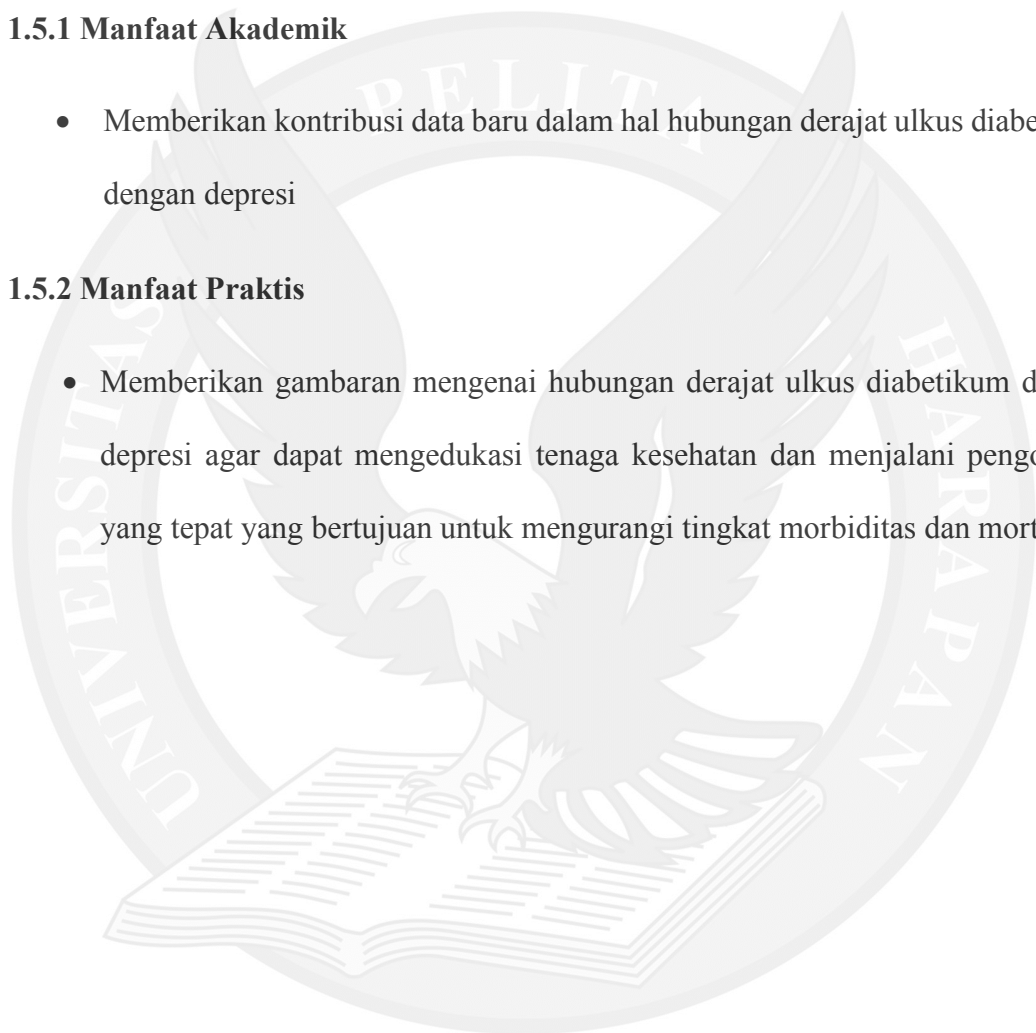 1.5.1 Manfaat Akademik
• Memberikan kontribusi data baru dalam hal hubungan derajat ulkus diabe
dengan depresi
1.5.2 Manfaat Praktis
• Memberikan gambaran mengenai hubungan derajat ulkus diabetikum d
depresi agar dapat mengedukasi tenaga kesehatan dan menjalani pengo
yang tepat yang bertujuan untuk mengurangi tingkat morbiditas dan mort
UNIVERSITAS PELITA HARAPAN